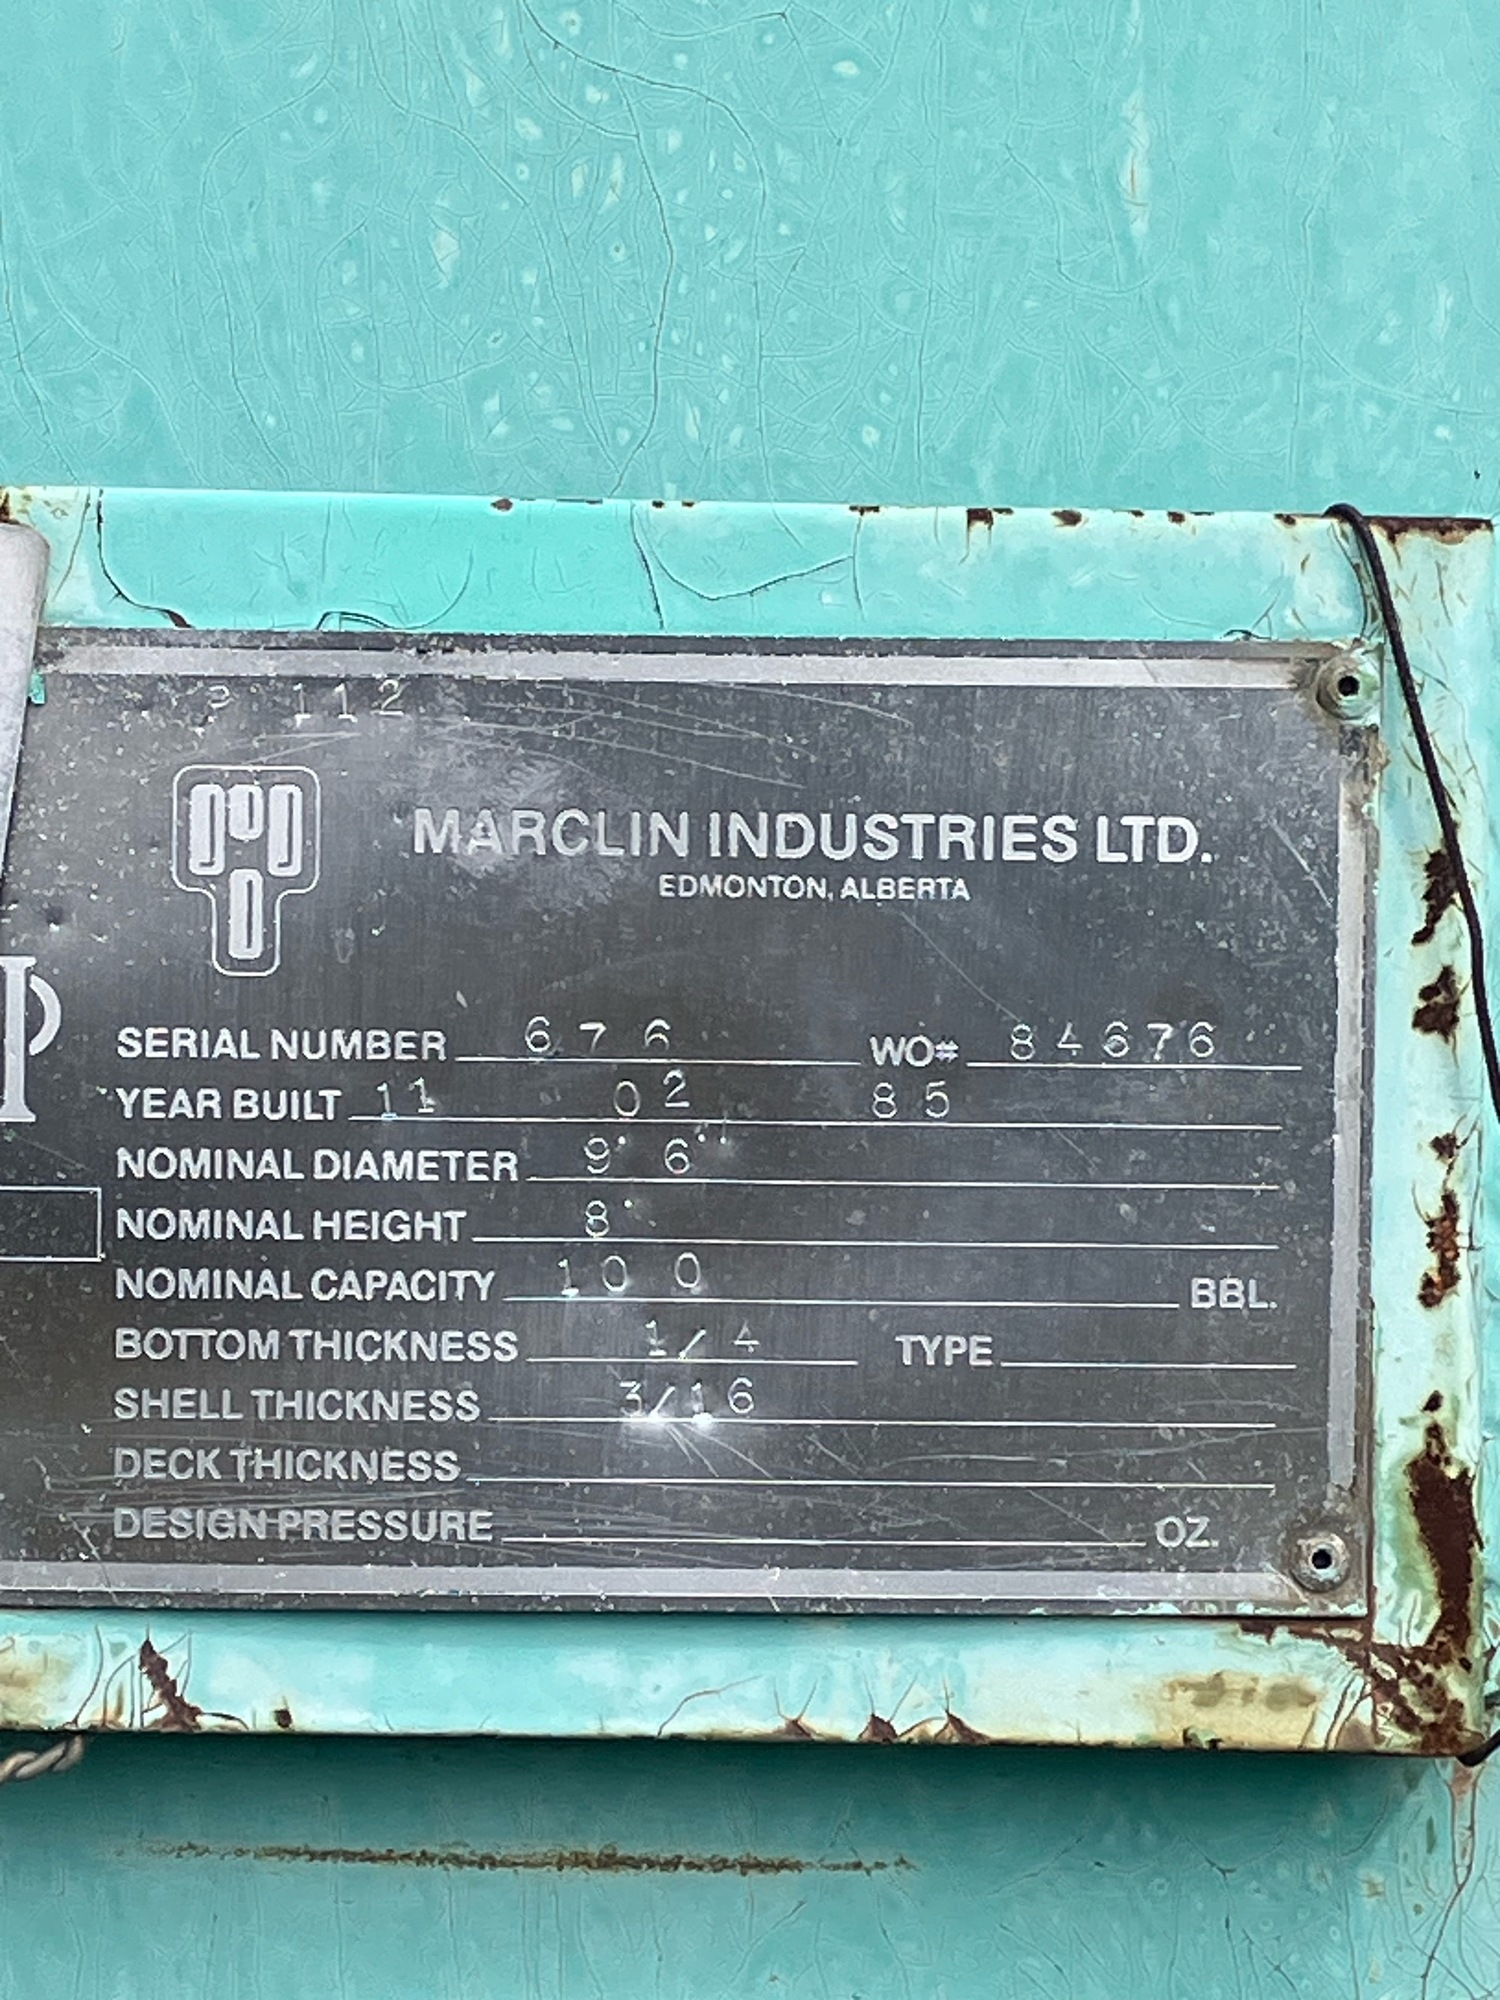 P 112
MARCLIN INDUSTRIES LTD.
EDMONTON, ALBERTA
SERIAL NUMBER 676 WO# 84676
YEAR BUILT 11 02 85
NOMINAL DIAMETER 9' 6''
NOMINAL HEIGHT 8'
NOMINAL CAPACITY 100 BBL.
BOTTOM THICKNESS 1/4 TYPE
SHELL THICKNESS 3/16
DECK THICKNESS
DESIGN PRESSURE OZ.